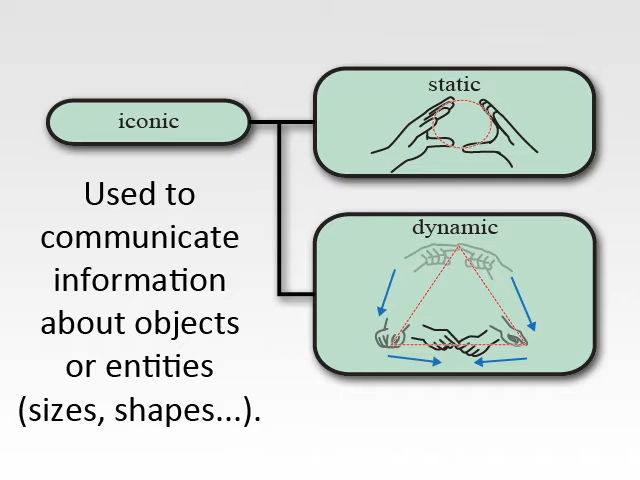 iconic
static
dynamic
Used to
communicate
information
about objects
or entities
(sizes, shapes...).